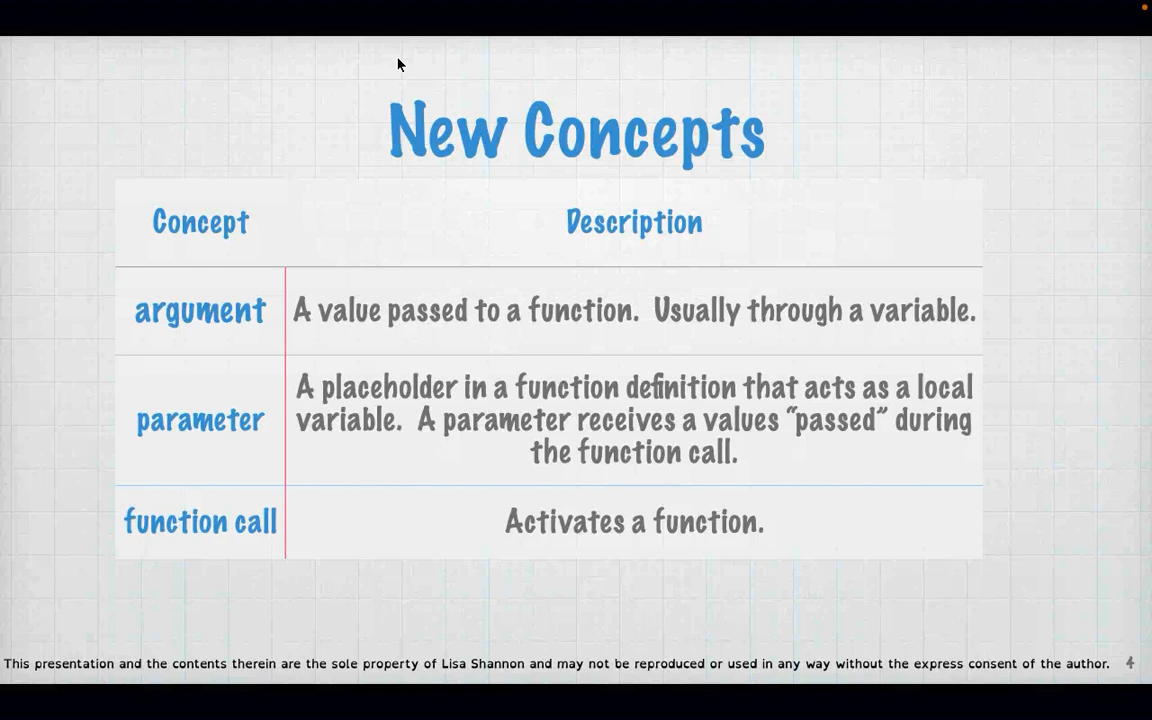 New Concepts
Concept
Description
argument
A value passed to a function.  Usually through a variable.
parameter
A placeholder in a function definition that acts as a local
variable.  A parameter receives a values “passed” during
the function call.
function call
Activates a function.
This presentation and the contents therein are the sole property of Lisa Shannon and may not be reproduced or used in any way without the express consent of the author.
4